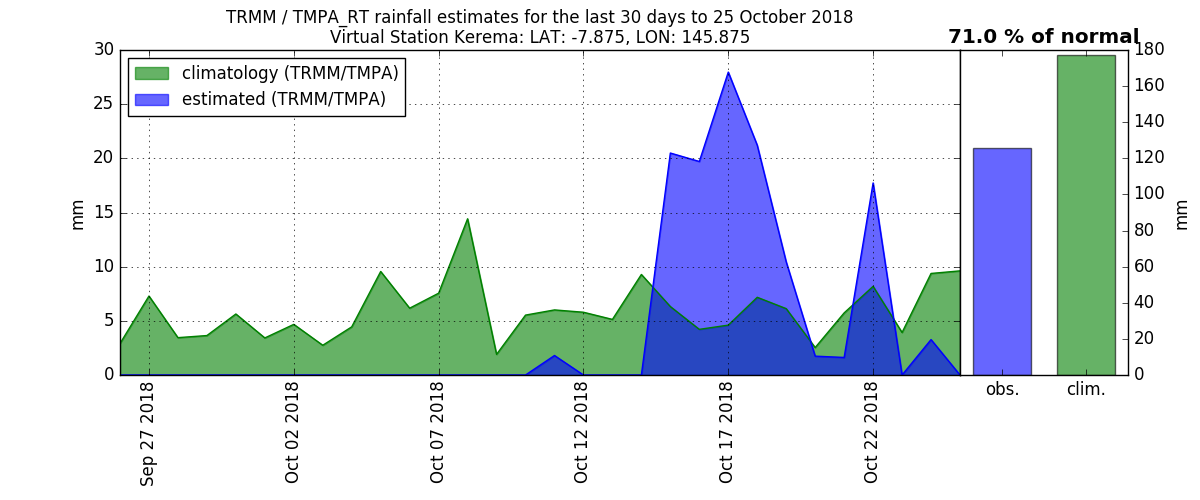 TRMM / TMPA_RT rainfall estimates for the last 30 days to 25 October 2018
Virtual Station Kerema: LAT: -7.875, LON: 145.875
71.0 % of normal
climatology (TRMM/TMPA)
estimated (TRMM/TMPA)
30
25
20
15
10
5
0
mm
Sep 27 2018
Oct 02 2018
Oct 07 2018
Oct 12 2018
Oct 17 2018
Oct 22 2018
obs.
clim.
180
160
140
120
100
80
60
40
20
0
mm